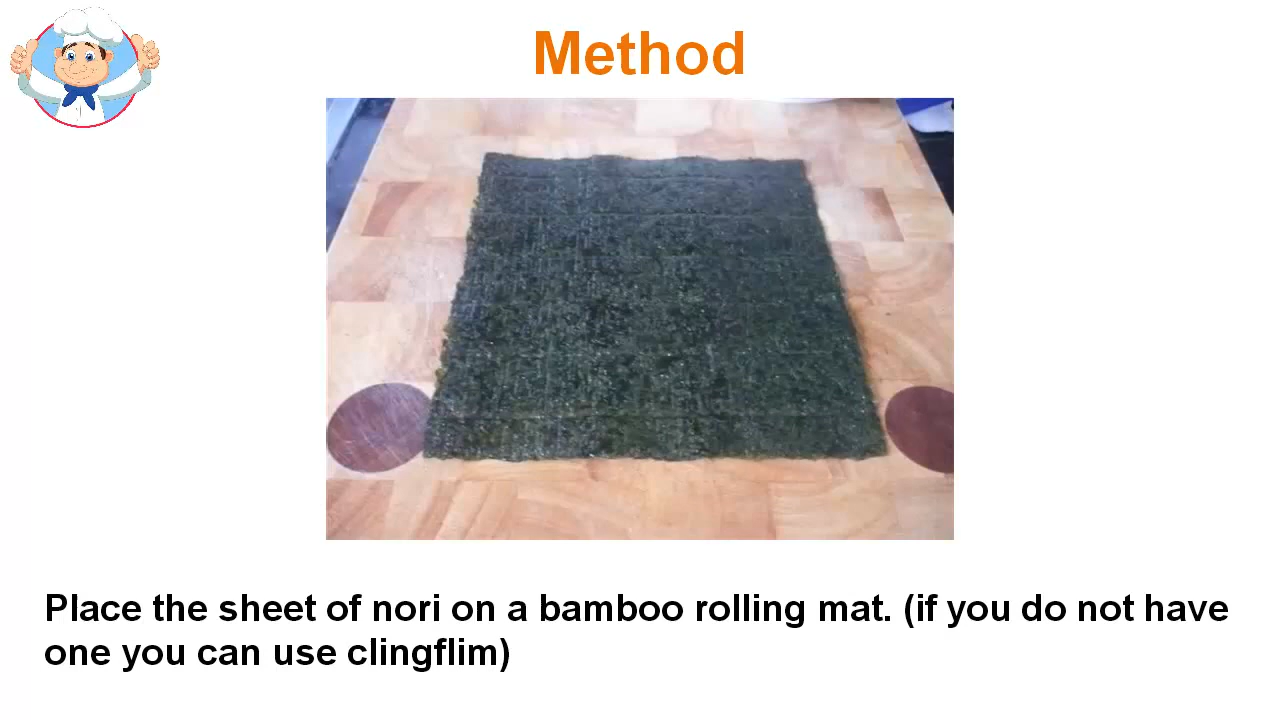 Method
Place the sheet of nori on a bamboo rolling mat. (if you do not have
one you can use clingflim)